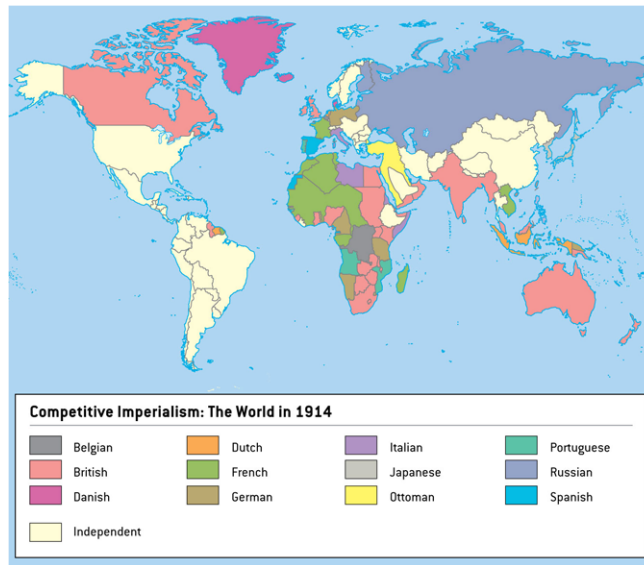 Competitive Imperialism: The World in 1914
Belgian
Dutch
Italian
Portuguese
British
French
Japanese
Russian
Danish
German
Ottoman
Spanish
Independent